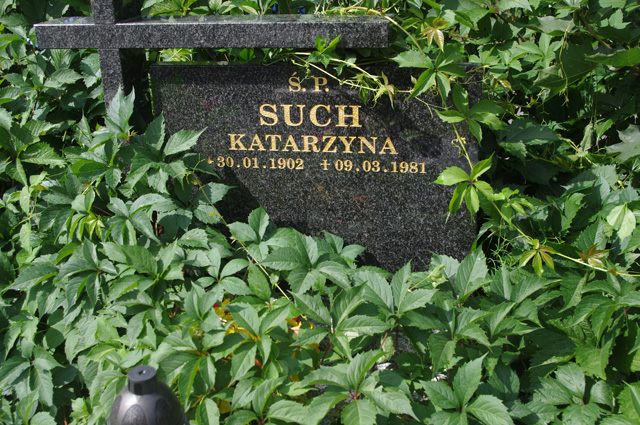 Ś. P.
SUCH
KATARZYNA
*30.01.1902 +09.03.1981